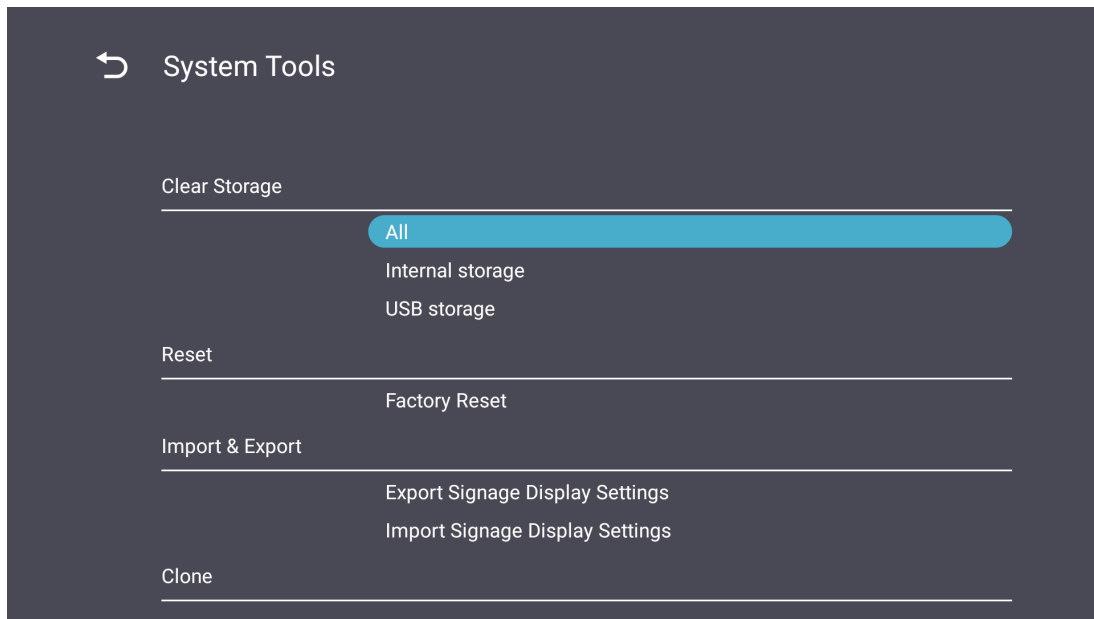 System Tools
Clear Storage
All
Internal storage
USB storage
Reset
Factory Reset
Import & Export
Export Signage Display Settings
Import Signage Display Settings
Clone